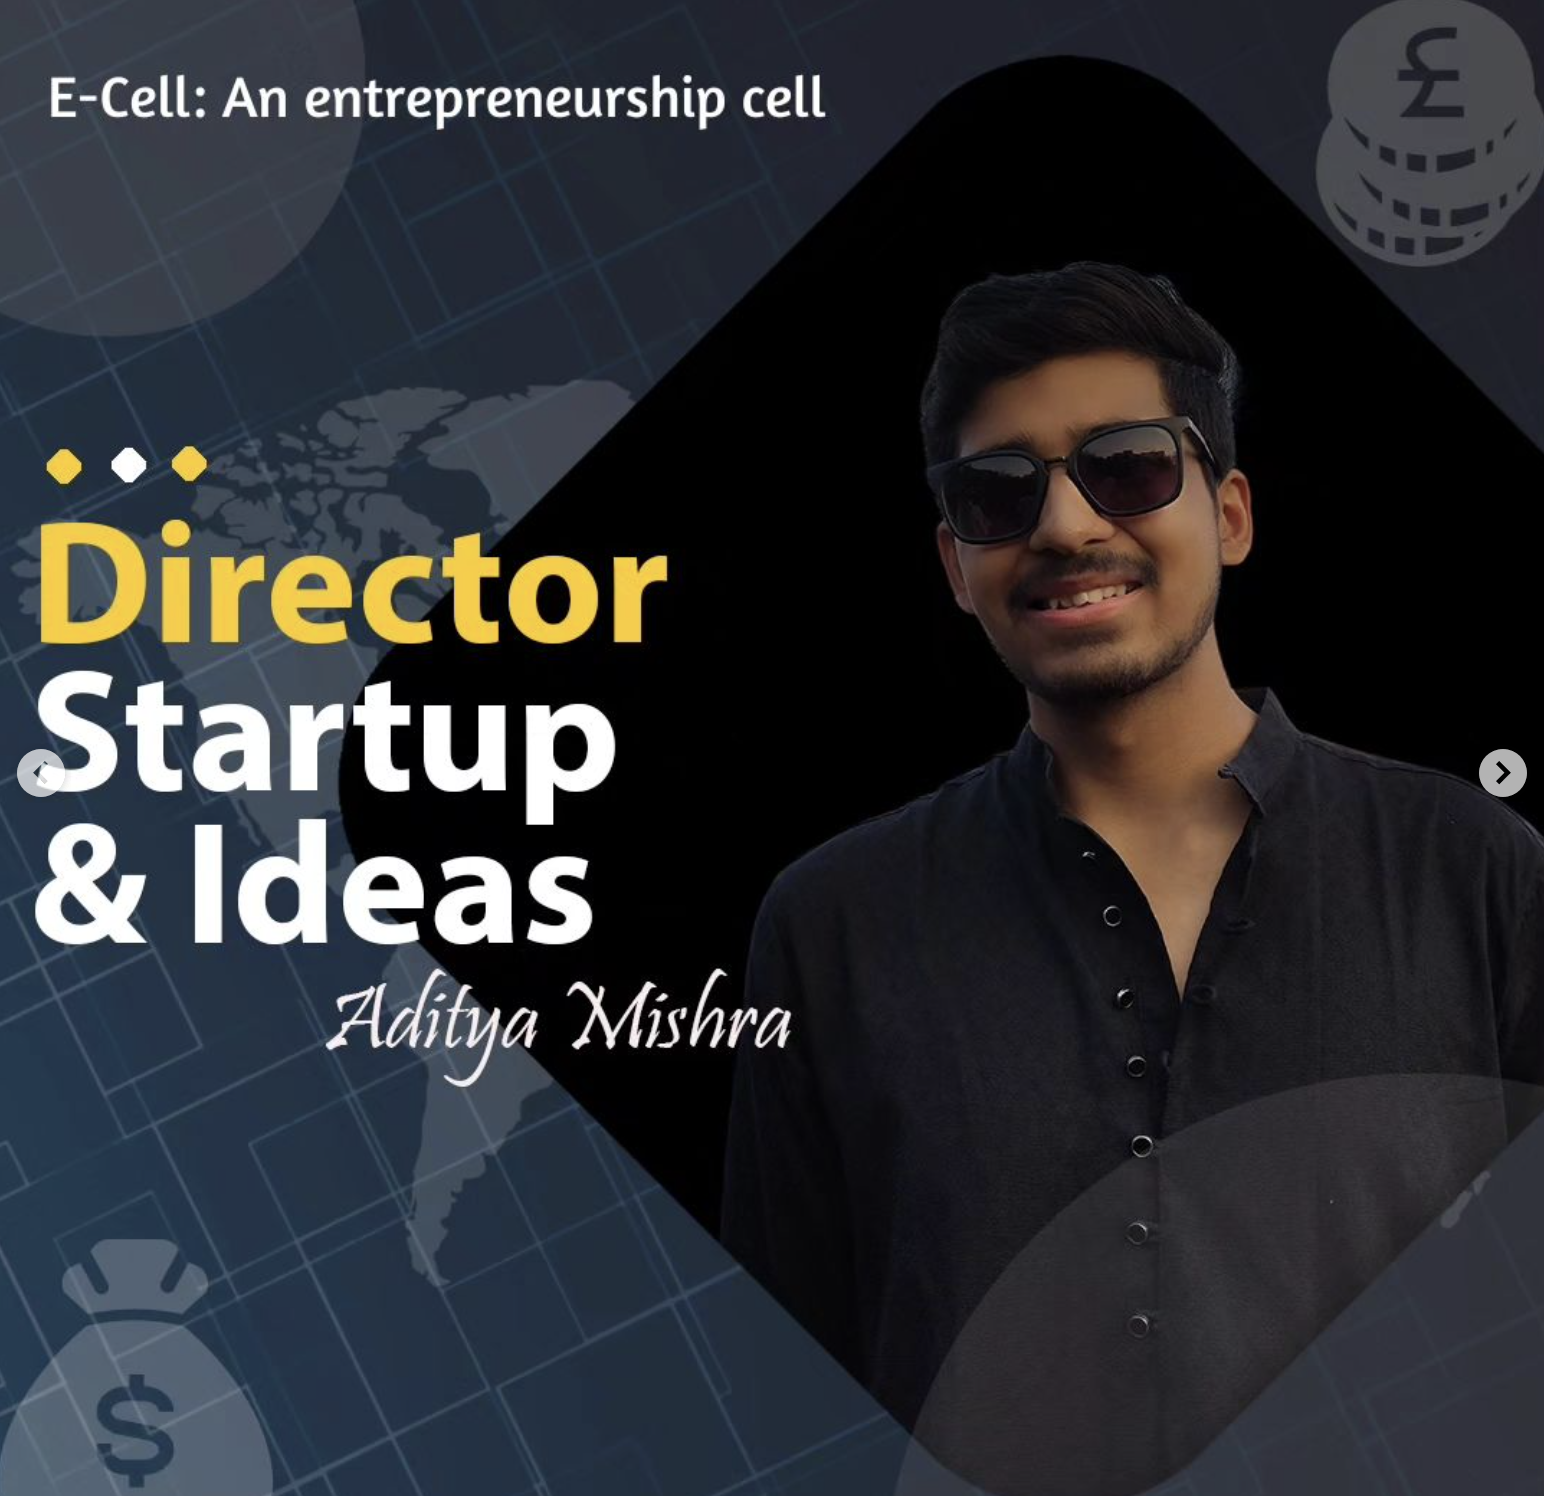 E-Cell: An entrepreneurship cell
£
Director
Startup
& Ideas
Aditya Mishra
$